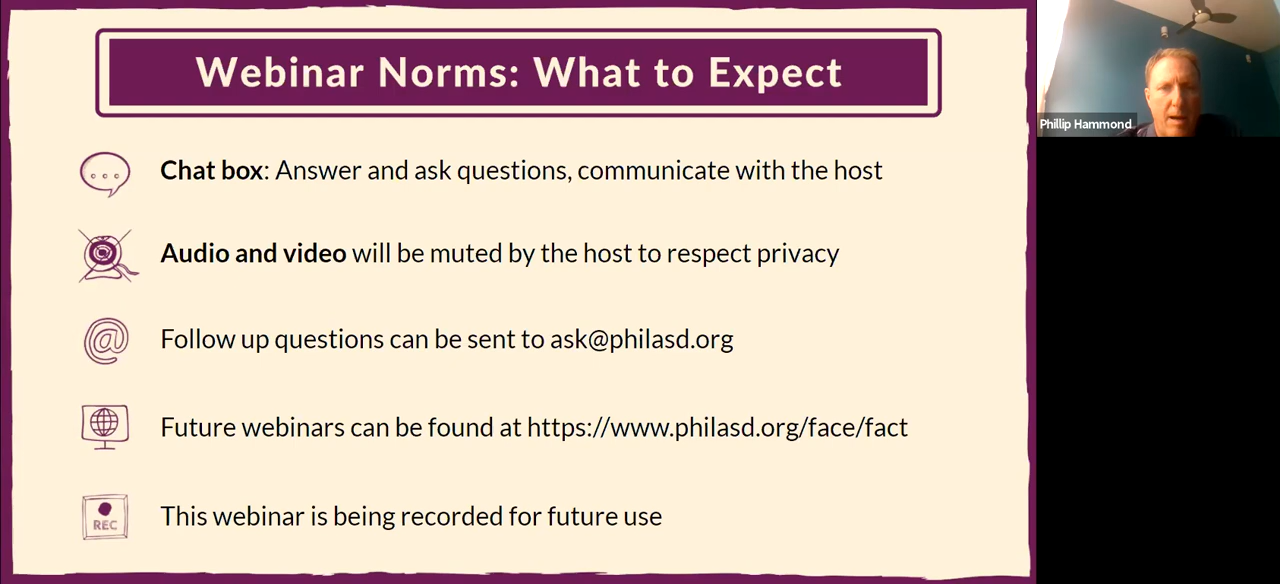 Webinar Norms: What to Expect
Phillip Hammond
Chat box: Answer and ask questions, communicate with the host
Audio and video will be muted by the host to respect privacy
Follow up questions can be sent to ask@philasd.org
Future webinars can be found at https://www.philasd.org/face/fact
REC
This webinar is being recorded for future use